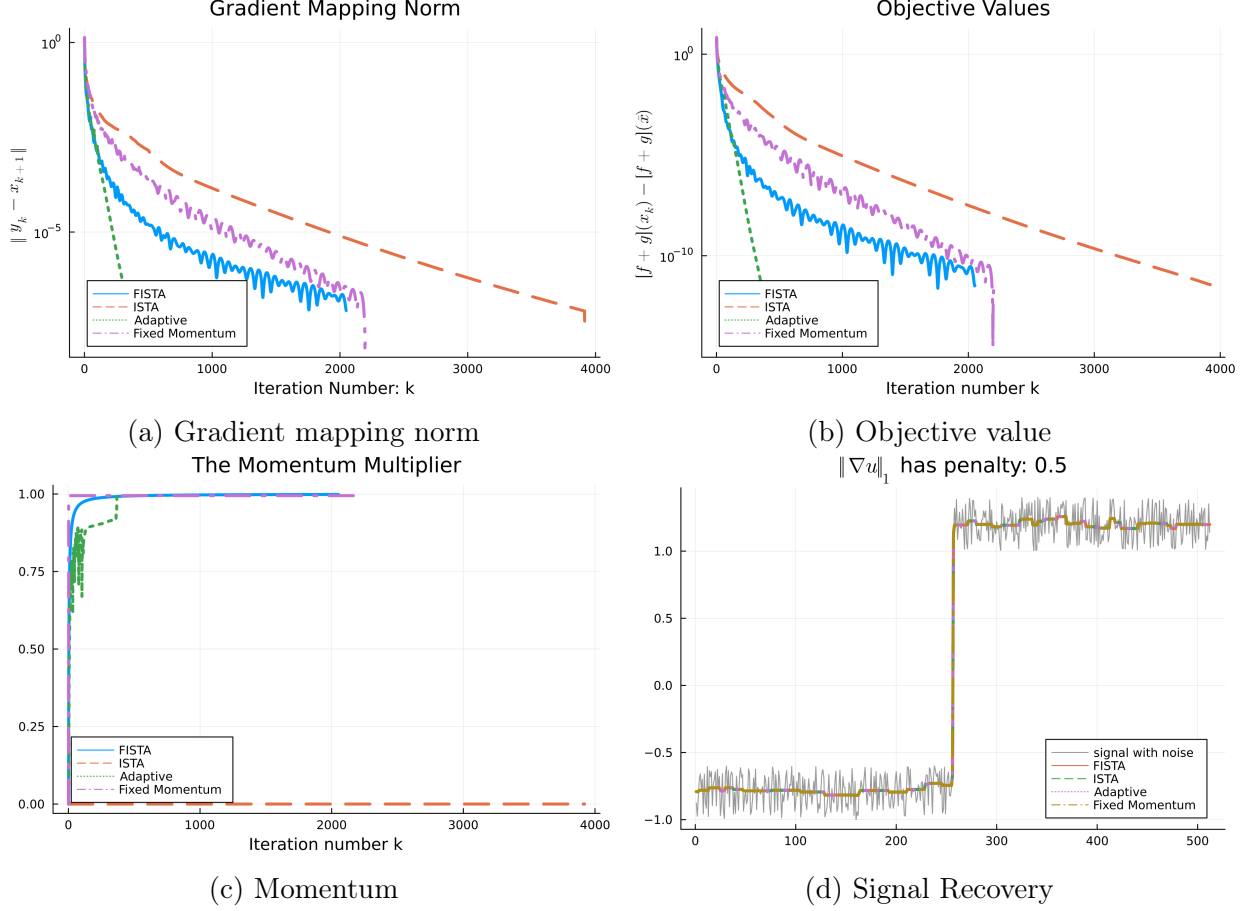 Gradient Mapping Norm
10^0
10^{-5}
‖ y_k − x_{k+1} ‖
FISTA
ISTA
Adaptive
Fixed Momentum
0 1000 2000 3000 4000
Iteration Number: k
(a) Gradient mapping norm
Objective Values
10^0
10^{-10}
[f + g](x_k) − [f + g](x̄)
FISTA
ISTA
Adaptive
Fixed Momentum
0 1000 2000 3000 4000
Iteration number k
(b) Objective value
The Momentum Multiplier
1.00
0.75
0.50
0.25
0.00
FISTA
ISTA
Adaptive
Fixed Momentum
0 1000 2000 3000 4000
Iteration number k
(c) Momentum
‖∇u‖_1 has penalty: 0.5
1.0
0.5
0.0
−0.5
−1.0
signal with noise
FISTA
ISTA
Adaptive
Fixed Momentum
0 100 200 300 400 500
(d) Signal Recovery